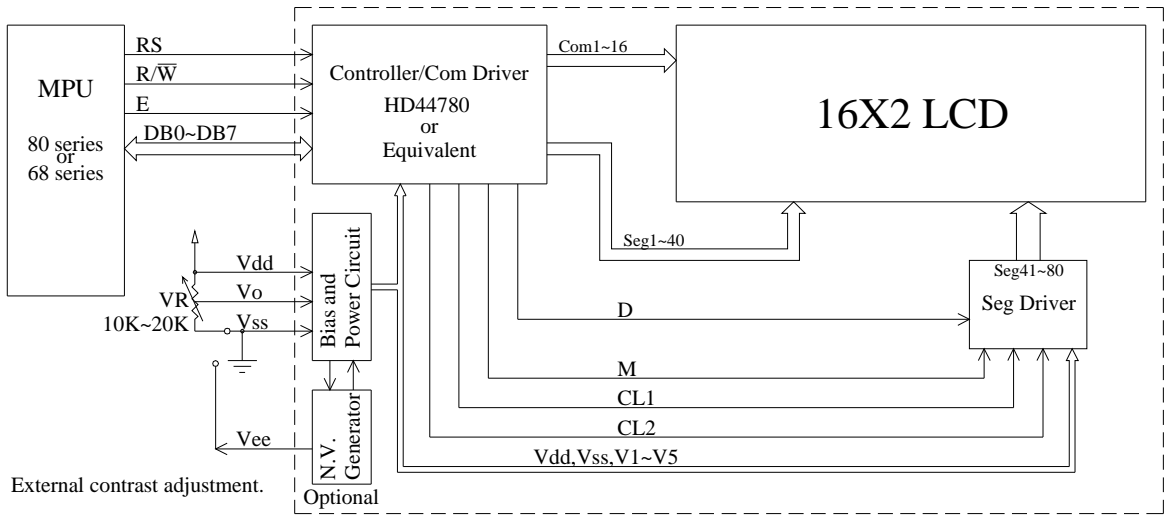 MPU
80 series
or
68 series
RS
R/W̅
E
DB0~DB7
Controller/Com Driver
HD44780
or
Equivalent
Com1~16
16X2 LCD
Seg1~40
Seg41~80
Seg Driver
Vdd
Vo
Vss
VR
10K~20K
Bias and
Power Circuit
D
M
CL1
CL2
Vdd,Vss,V1~V5
N.V.
Generator
Vee
Optional
External contrast adjustment.